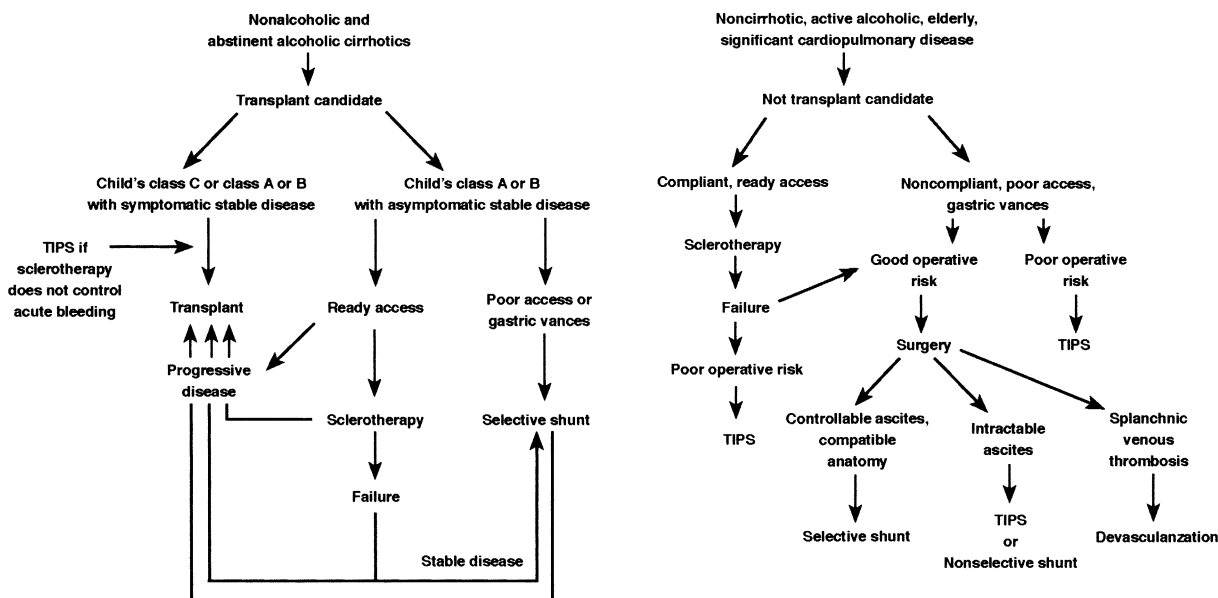 Nonalcoholic and
abstinent alcoholic cirrhotics
Transplant candidate
Child's class C or class A or B
with symptomatic stable disease
Child's class A or B
with asymptomatic stable disease
TIPS if
sclerotherapy
does not control
acute bleeding
Transplant
Ready access
Poor access or
gastric vances
Progressive
disease
Sclerotherapy
Selective shunt
Failure
Stable disease
Noncirrhotic, active alcoholic, elderly,
significant cardiopulmonary disease
Not transplant candidate
Compliant, ready access
Noncompliant, poor access,
gastric vances
Sclerotherapy
Good operative
risk
Poor operative
risk
Failure
Surgery
TIPS
Poor operative risk
TIPS
Controllable ascites,
compatible
anatomy
Intractable
ascites
Splanchnic
venous
thrombosis
Selective shunt
TIPS
or
Nonselective shunt
Devasculanzation